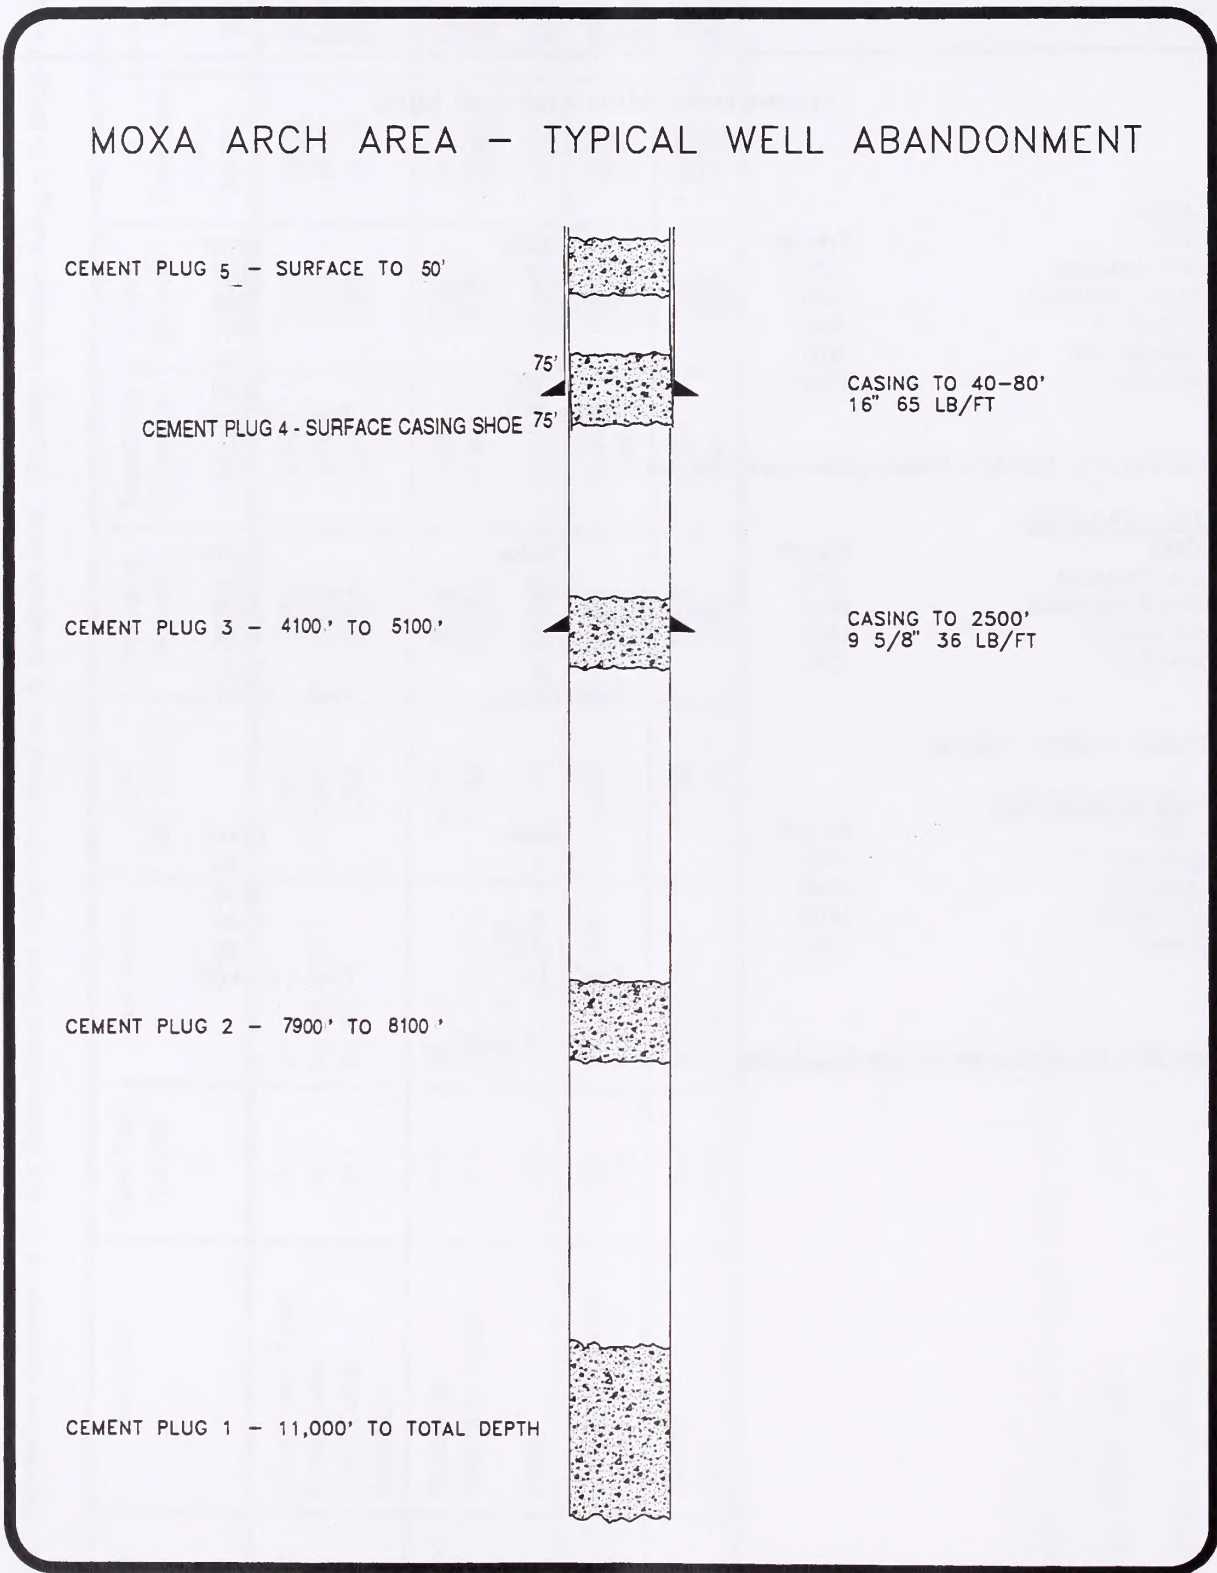 MOXA ARCH AREA – TYPICAL WELL ABANDONMENT
CEMENT PLUG 5 – SURFACE TO 50'
75'
CASING TO 40–80'
16" 65 LB/FT
CEMENT PLUG 4 - SURFACE CASING SHOE 75'
CEMENT PLUG 3 – 4100' TO 5100'
CASING TO 2500'
9 5/8" 36 LB/FT
CEMENT PLUG 2 – 7900' TO 8100'
CEMENT PLUG 1 – 11,000' TO TOTAL DEPTH